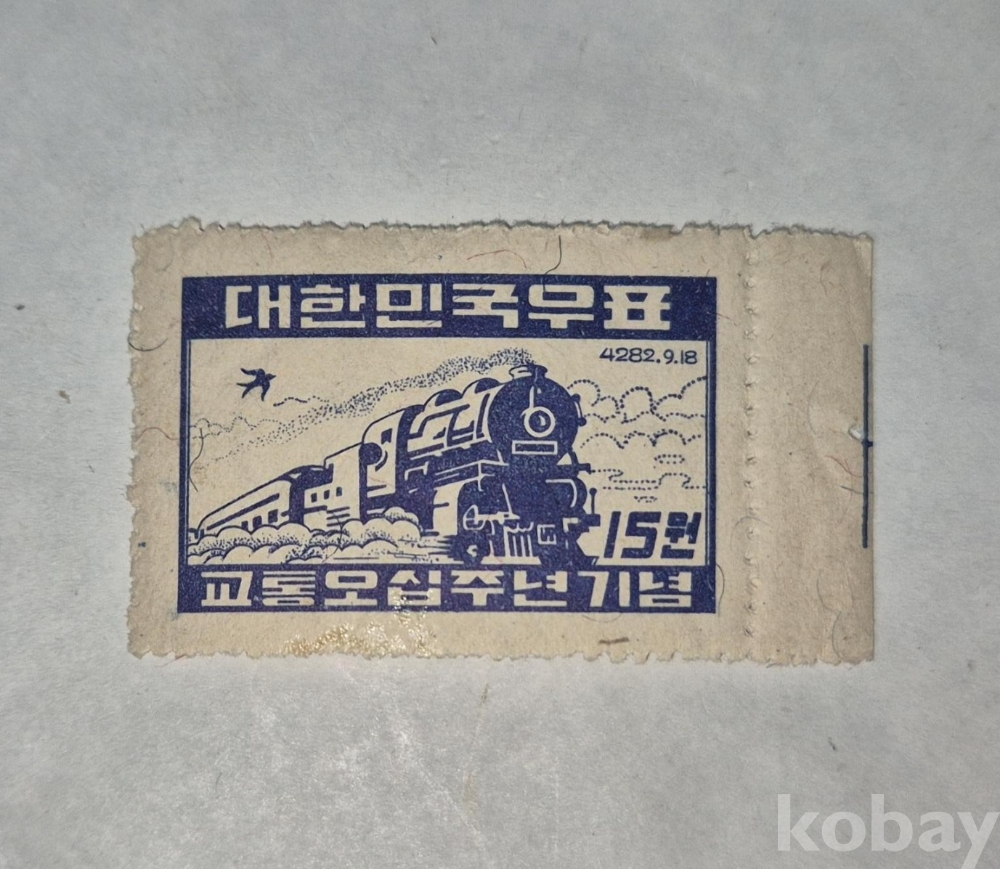 대한민국우표
4282.9.18
15원
교통오십주년기념
kobay